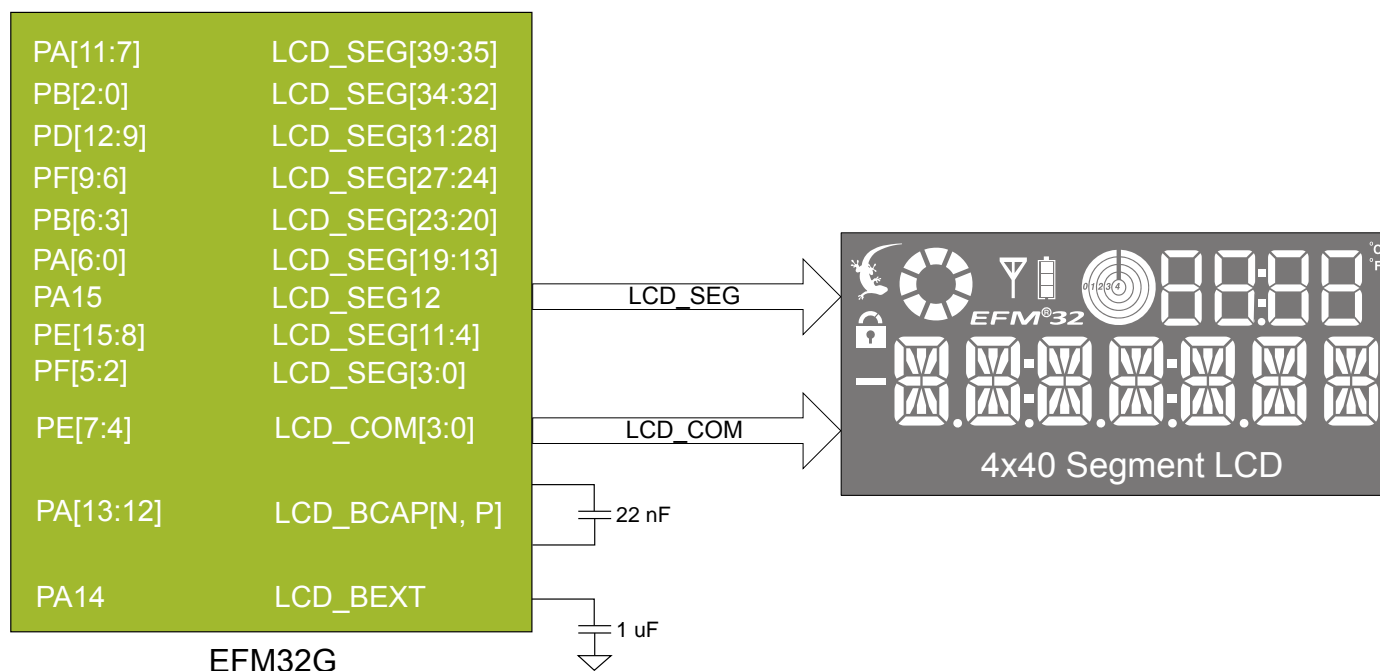 PA[11:7] LCD_SEG[39:35]
PB[2:0] LCD_SEG[34:32]
PD[12:9] LCD_SEG[31:28]
PF[9:6] LCD_SEG[27:24]
PB[6:3] LCD_SEG[23:20]
PA[6:0] LCD_SEG[19:13]
PA15 LCD_SEG12
PE[15:8] LCD_SEG[11:4]
PF[5:2] LCD_SEG[3:0]
PE[7:4] LCD_COM[3:0]
PA[13:12] LCD_BCAP[N, P]
PA14 LCD_BEXT
EFM32G
LCD_SEG
LCD_COM
22 nF
1 uF
°C
°F
0 1 2 3 4
EFM®32
88:88
4x40 Segment LCD